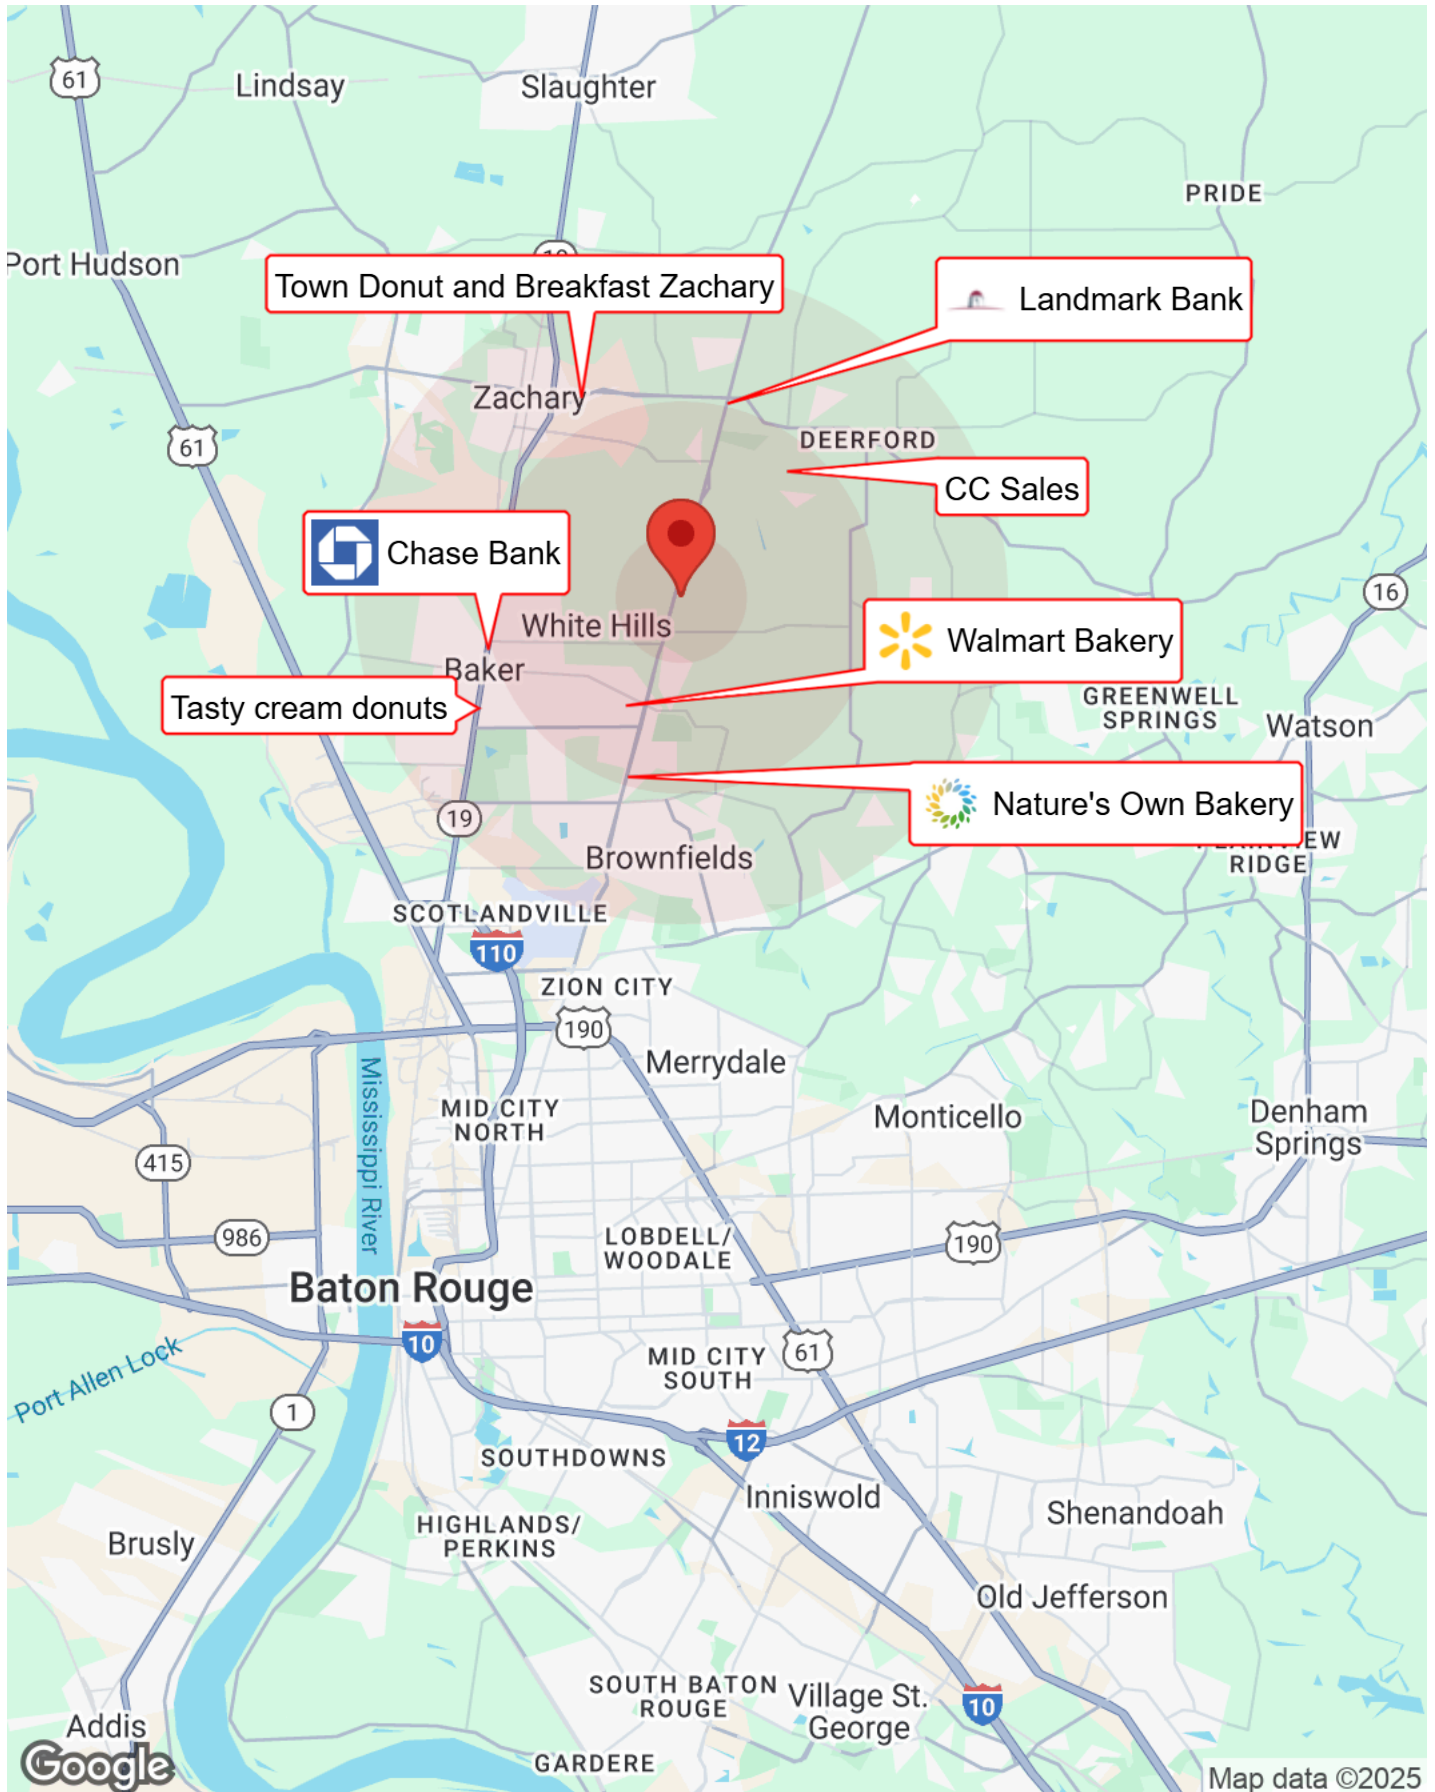 61
Lindsay
Slaughter
PRIDE
Port Hudson
Town Donut and Breakfast Zachary
Landmark Bank
Zachary
61
DEERFORD
CC Sales
Chase Bank
16
White Hills
Walmart Bakery
Baker
Tasty cream donuts
GREENWELL
SPRINGS
Watson
Nature's Own Bakery
19
RIDGE
Brownfields
SCOTLANDVILLE
110
ZION CITY
190
Merrydale
Mississippi River
MID CITY
NORTH
Monticello
Denham
Springs
415
986
LOBDELL/
WOODALE
190
Baton Rouge
10
61
MID CITY
SOUTH
Port Allen Lock
1
12
SOUTHDOWNS
Inniswold
Shenandoah
HIGHLANDS/
PERKINS
Brusly
Old Jefferson
SOUTH BATON
ROUGE
Village St.
George
10
Addis
GARDERE
Google
Map data ©2025